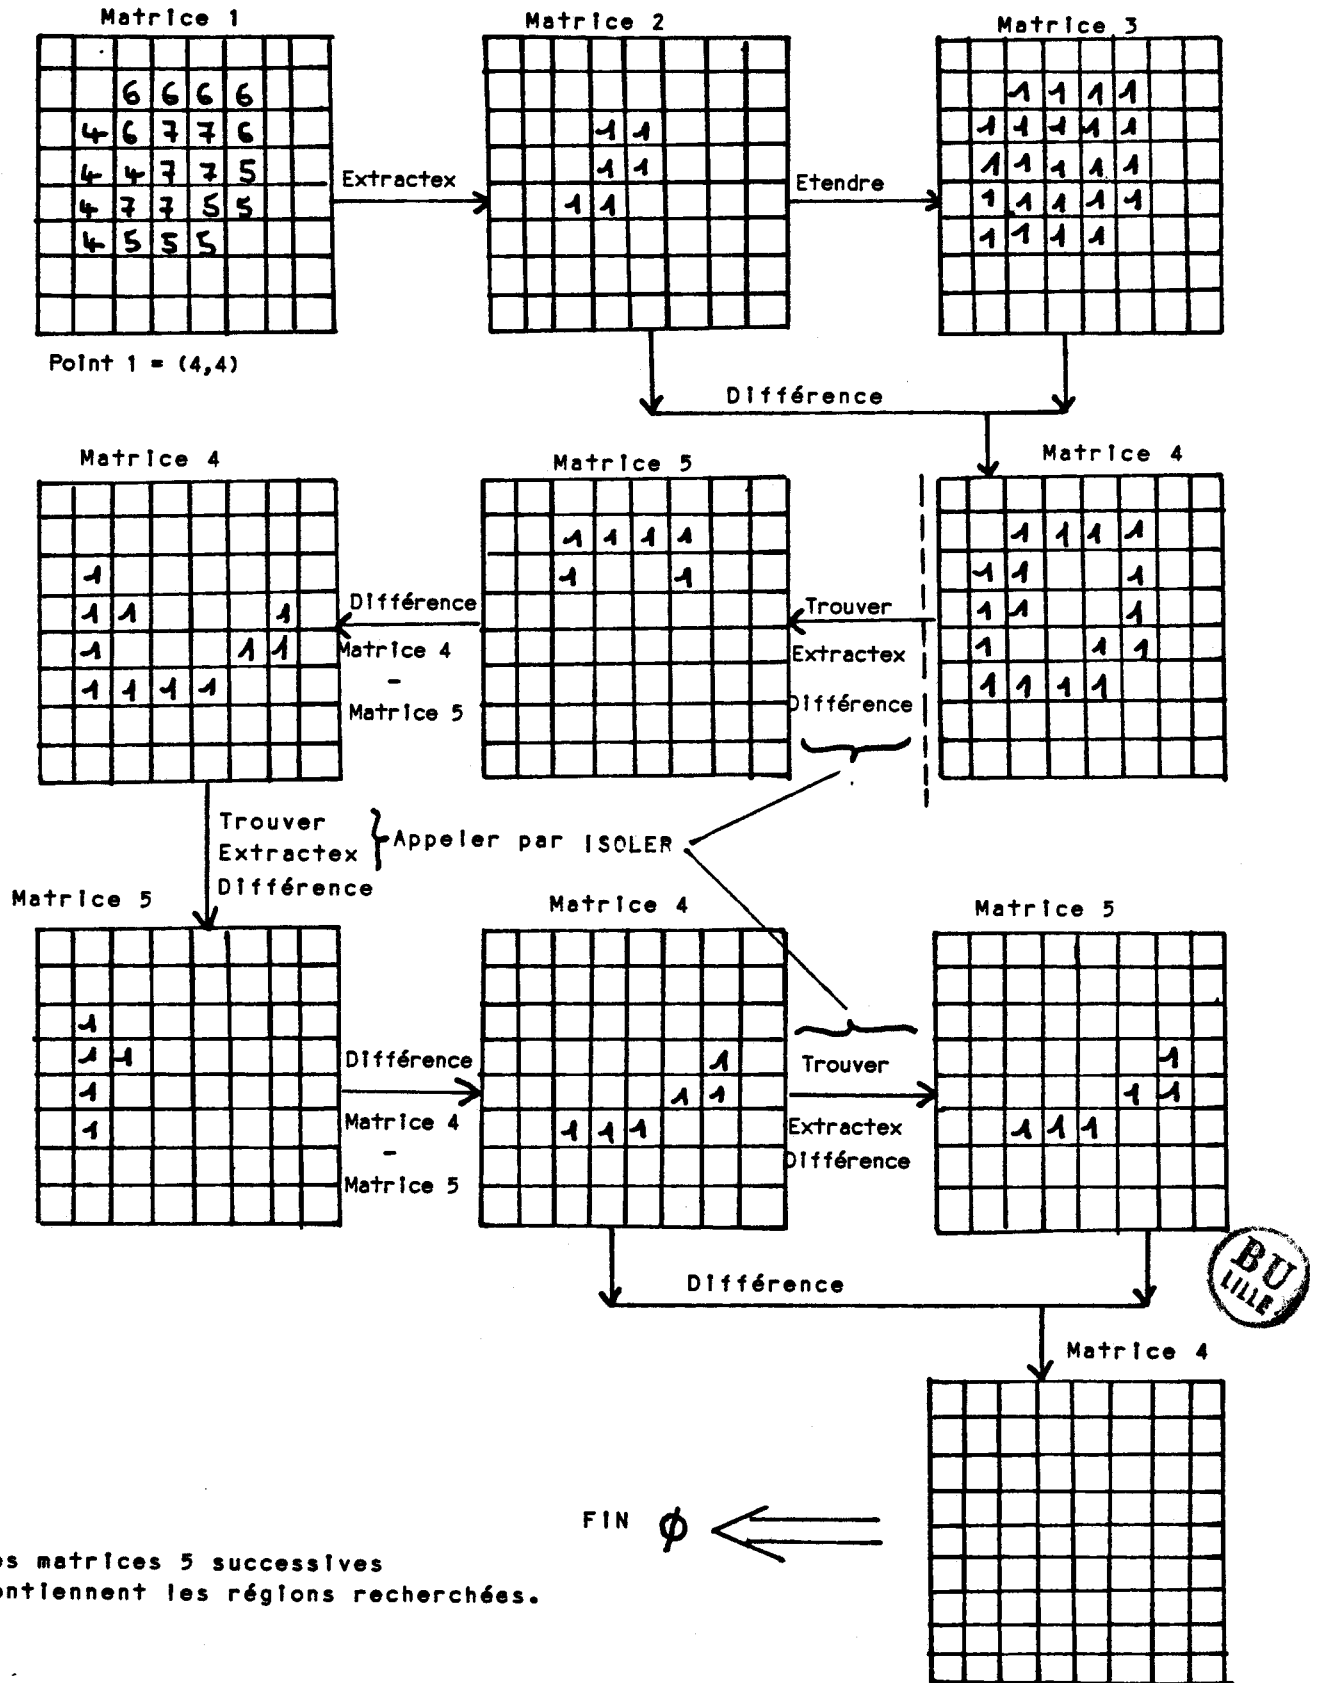 Matrice 1
Matrice 2
Matrice 3
6 6 6 6
4 6 7 7 6
4 4 7 7 5
4 7 7 5 5
4 5 5 5
Extractex
1 1
1 1
1 1
Etendre
1 1 1 1
1 1 1 1 1
1 1 1 1 1
1 1 1 1 1
1 1 1 1
Point 1 = (4,4)
Différence
Matrice 4
1
1 1 1
1 1 1
1 1 1 1
Différence
Matrice 4
-
Matrice 5
Matrice 5
1 1 1 1
1 1
Trouver
Extractex
Différence
Matrice 4
1 1 1 1
1 1 1
1 1 1
1 1 1
1 1 1 1
Trouver
Extractex
Différence
Appeler par ISOLER
Matrice 5
1
1 1
1
1
Différence
Matrice 4
-
Matrice 5
Matrice 4
1
1 1
1 1 1
Trouver
Extractex
Différence
Matrice 5
1
1 1
1 1 1
BU
LILLE
Différence
Matrice 4
FIN ϕ
es matrices 5 successives
ontiennent les régions recherchées.